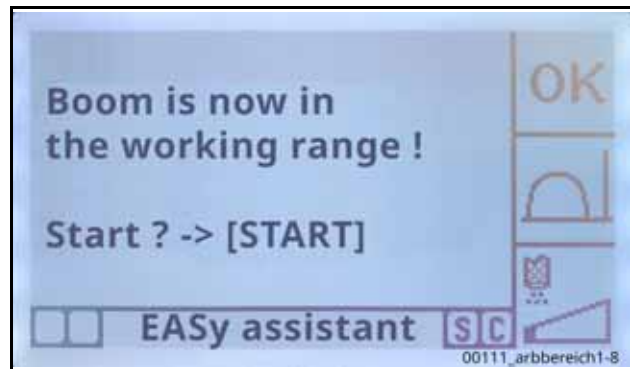 Boom is now in
the working range !
Start ? -> [START]
OK
EASy assistant
S C
00111_arbbereich1-8